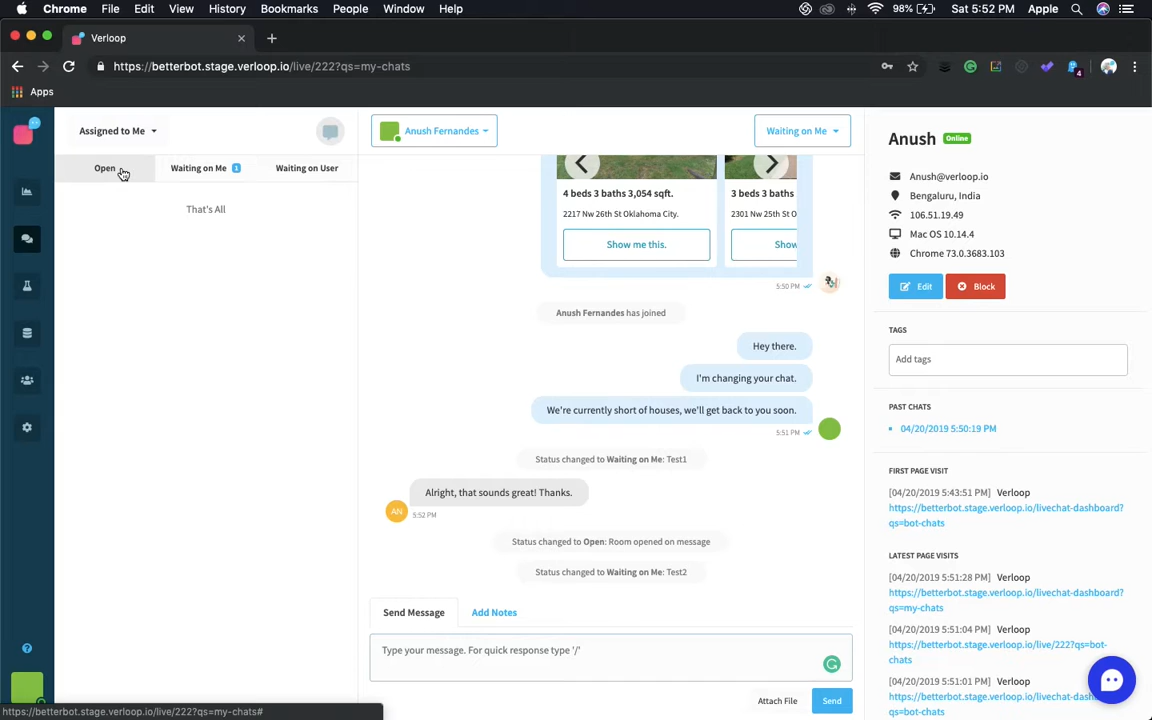 Chrome File Edit View History Bookmarks People Window Help 98% Sat 5:52 PM Apple
Verloop
https://betterbot.stage.verloop.io/live/222?qs=my-chats
4
Apps
Assigned to Me
Open Waiting on Me 1 Waiting on User
That's All
Anush Fernandes
Waiting on Me
4 beds 3 baths 3,054 sqft.
2217 Nw 26th St Oklahoma City.
Show me this.
3 beds 3 baths
2301 Nw 25th St O
Show
5:50 PM
Anush Fernandes has joined
Hey there.
I'm changing your chat.
We're currently short of houses, we'll get back to you soon.
5:51 PM
Status changed to Waiting on Me: Test1
Alright, that sounds great! Thanks.
AN
5:52 PM
Status changed to Open: Room opened on message
Status changed to Waiting on Me: Test2
Send Message Add Notes
Type your message. For quick response type '/'
Attach File Send
Anush Online
Anush@verloop.io
Bengaluru, India
106.51.19.49
Mac OS 10.14.4
Chrome 73.0.3683.103
Edit Block
TAGS
Add tags
PAST CHATS
04/20/2019 5:50:19 PM
FIRST PAGE VISIT
[04/20/2019 5:43:51 PM] Verloop
https://betterbot.stage.verloop.io/livechat-dashboard?
qs=bot-chats
LATEST PAGE VISITS
[04/20/2019 5:51:28 PM] Verloop
https://betterbot.stage.verloop.io/livechat-dashboard?
qs=my-chats
[04/20/2019 5:51:04 PM] Verloop
https://betterbot.stage.verloop.io/live/222?qs=bot-
chats
[04/20/2019 5:51:01 PM] Verloop
https://betterbot.stage.verloop.io/livechat-dashb
qs=bot-chats
https://betterbot.stage.verloop.io/live/222?qs=my-chats#